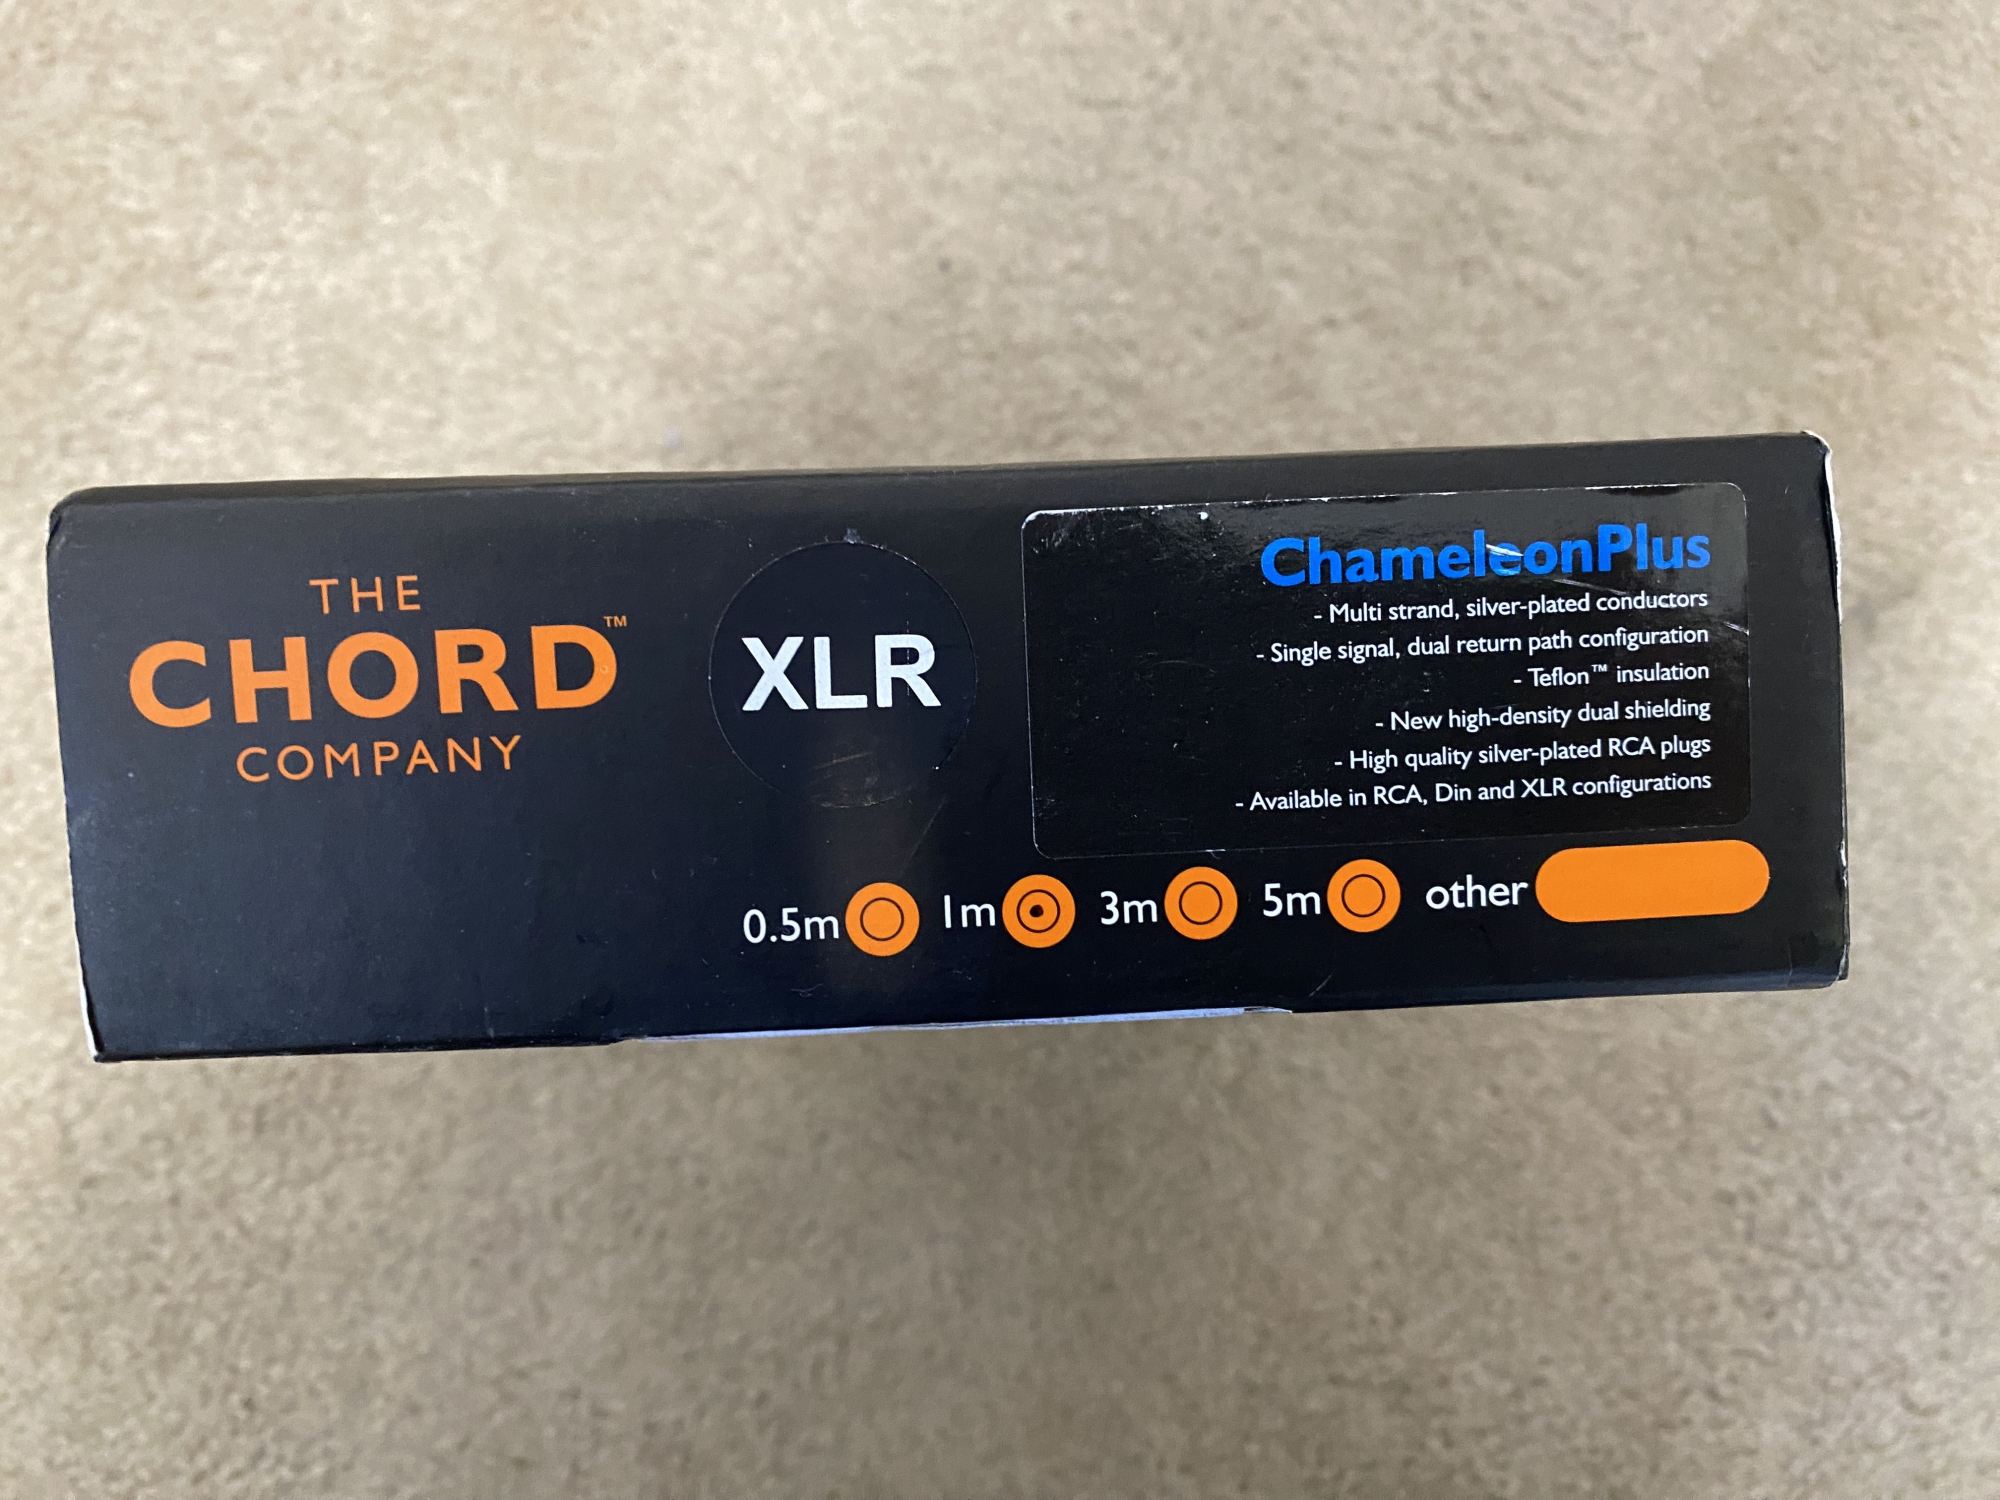 THE
CHORD™
COMPANY
XLR
ChameleonPlus
- Multi strand, silver-plated conductors
- Single signal, dual return path configuration
- Teflon™ insulation
- New high-density dual shielding
- High quality silver-plated RCA plugs
- Available in RCA, Din and XLR configurations
0.5m 1m 3m 5m other